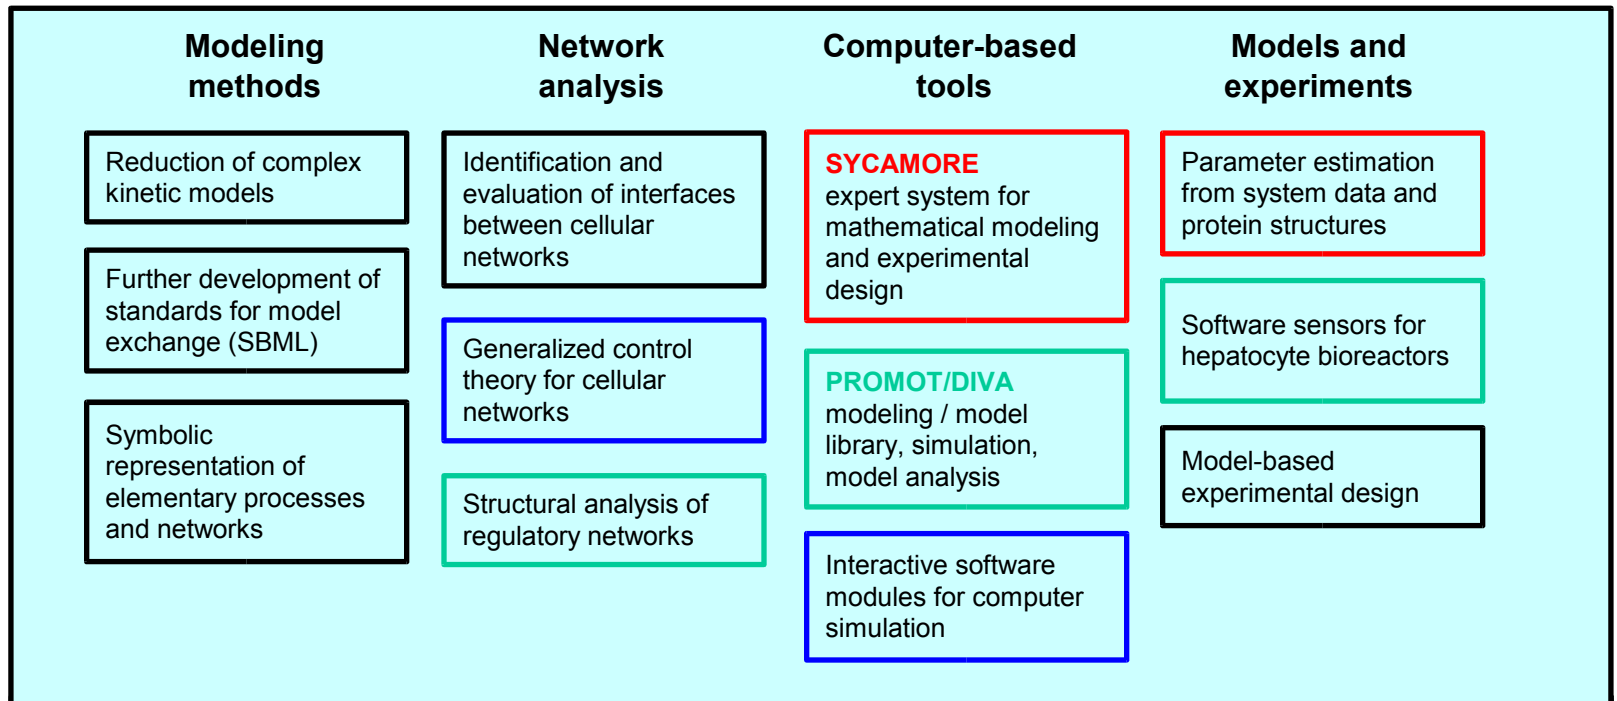 Modeling
methods
Reduction of complex
kinetic models
Further development of
standards for model
exchange (SBML)
Symbolic
representation of
elementary processes
and networks
Network
analysis
Identification and
evaluation of interfaces
between cellular
networks
Generalized control
theory for cellular
networks
Structural analysis of
regulatory networks
Computer-based
tools
SYCAMORE
expert system for
mathematical modeling
and experimental
design
PROMOT/DIVA
modeling / model
library, simulation,
model analysis
Interactive software
modules for computer
simulation
Models and
experiments
Parameter estimation
from system data and
protein structures
Software sensors for
hepatocyte bioreactors
Model-based
experimental design